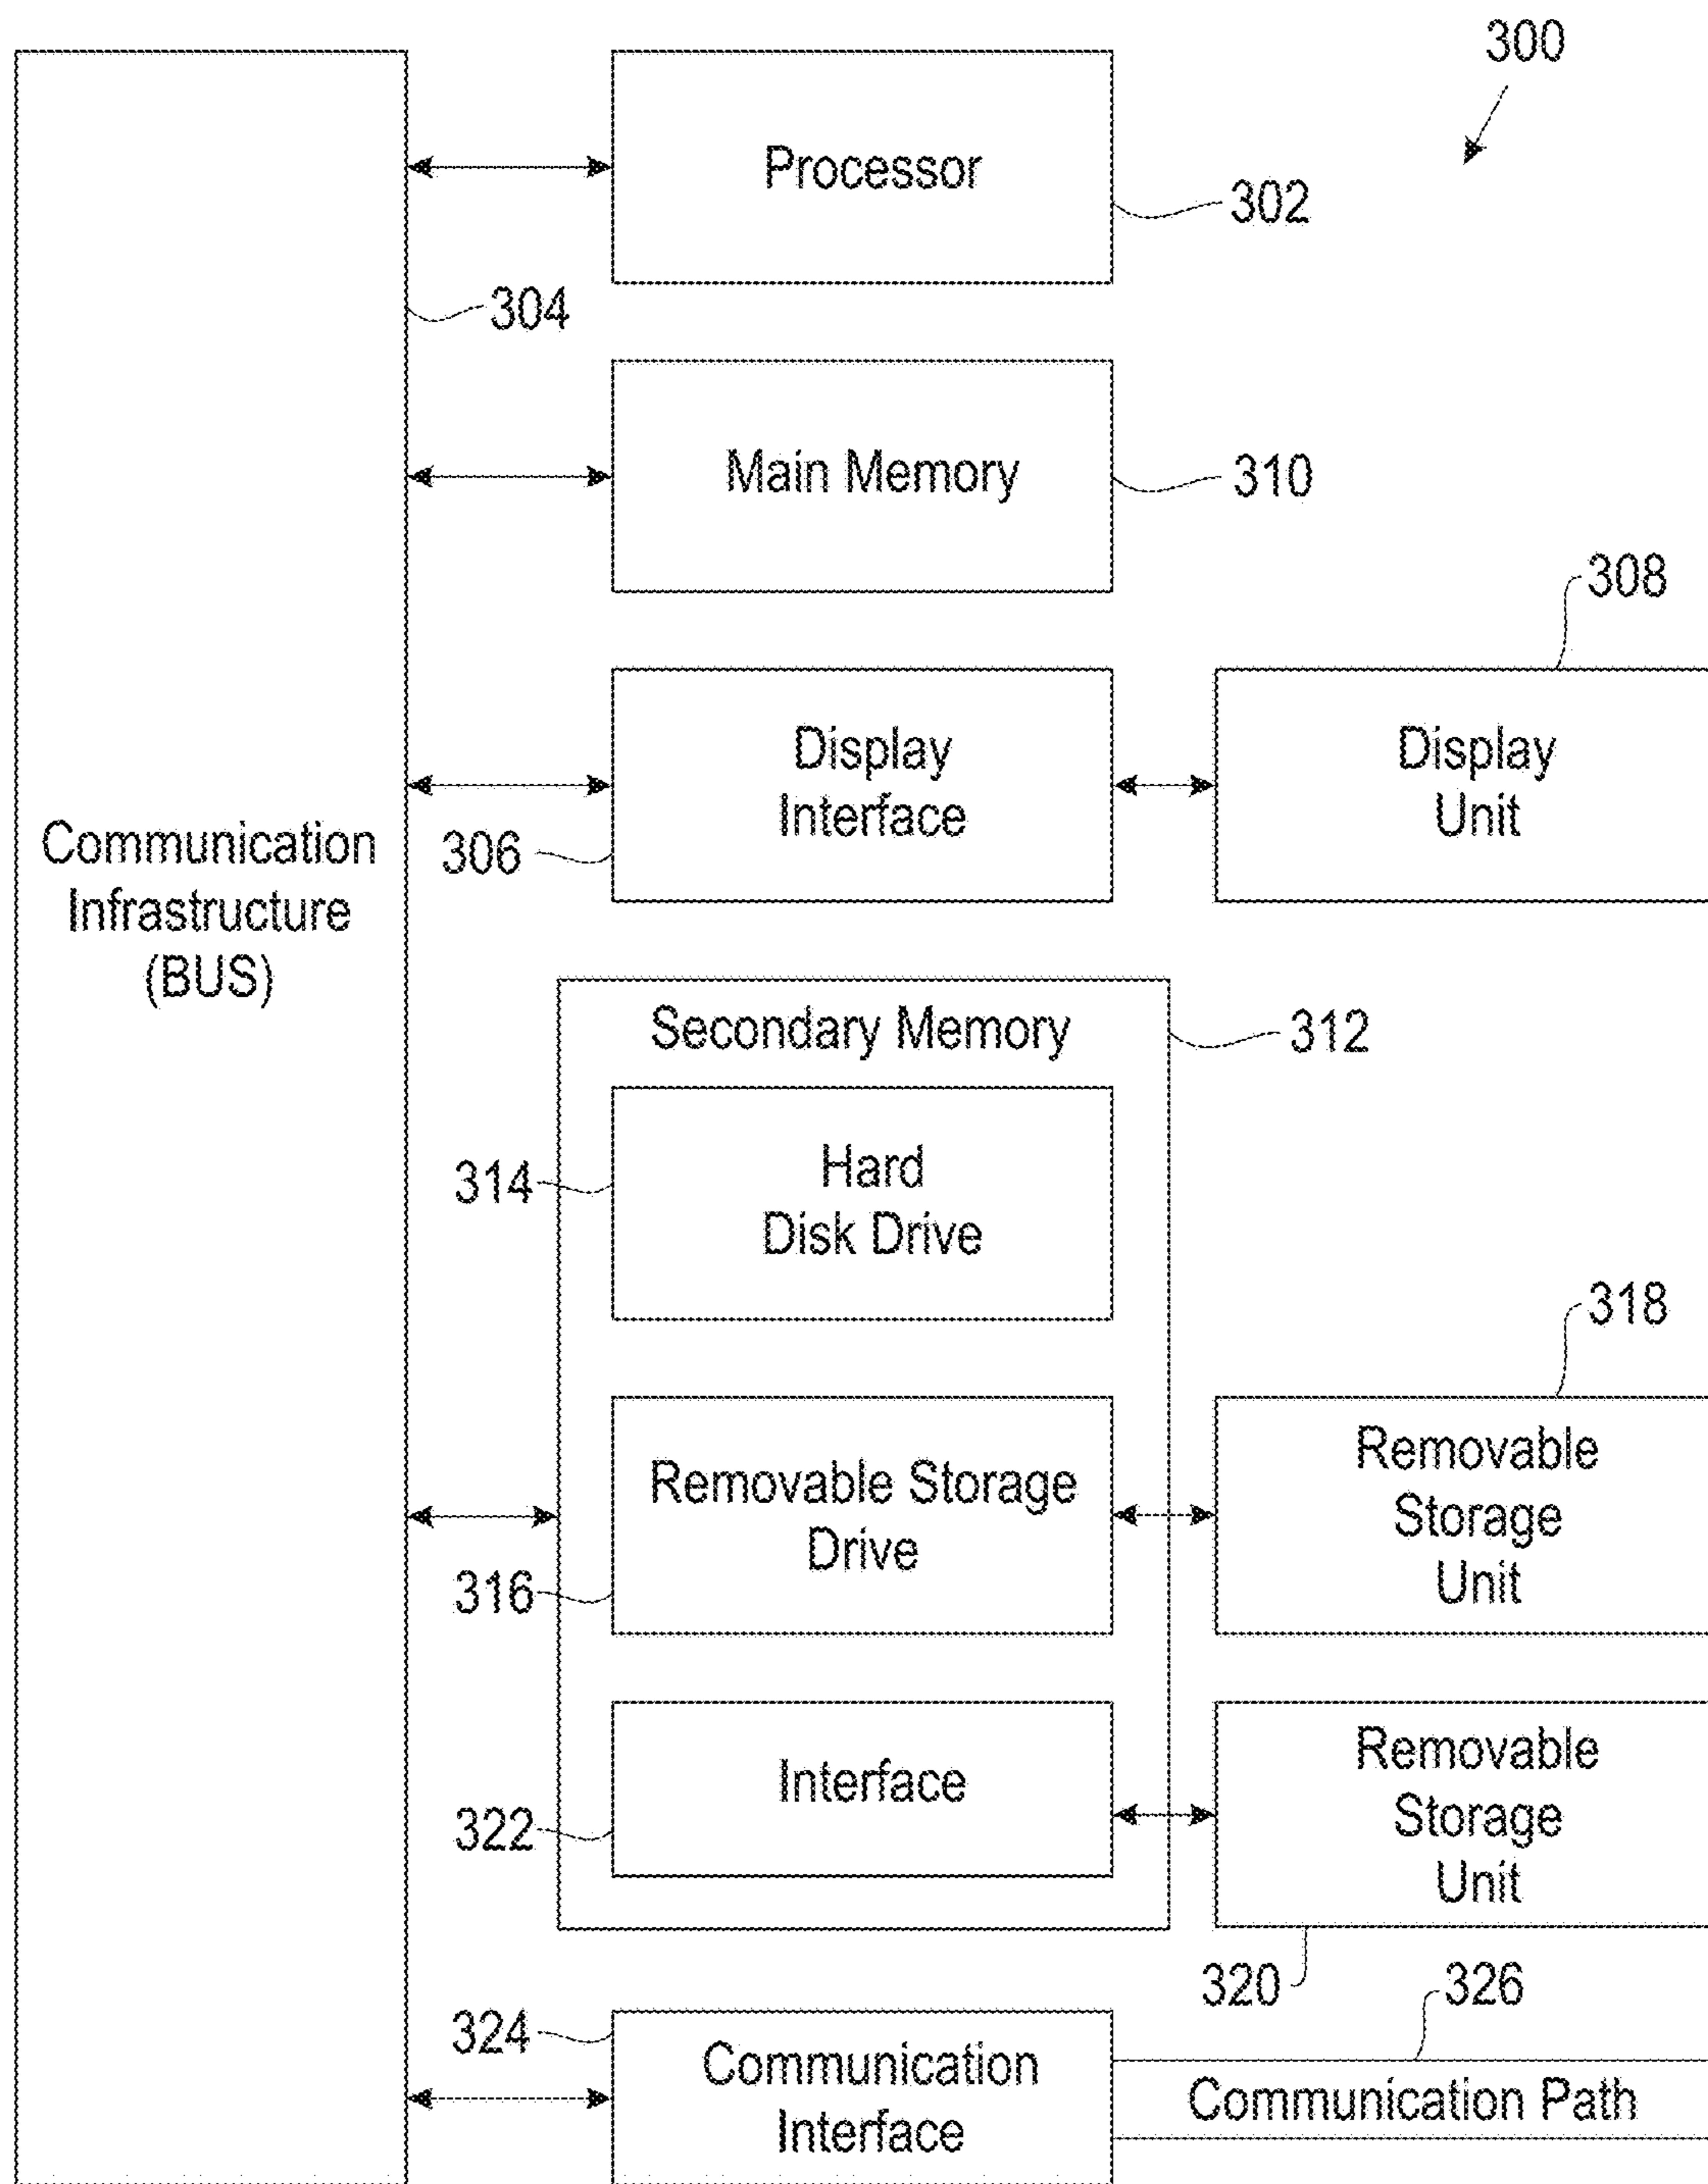 300
Processor
302
304
Main Memory
310
308
Display
Interface
Display
Unit
306
Communication
Infrastructure
(BUS)
Secondary Memory
312
Hard
Disk Drive
314
318
Removable Storage
Drive
Removable
Storage
Unit
316
Interface
Removable
Storage
Unit
322
320
326
324
Communication
Interface
Communication Path